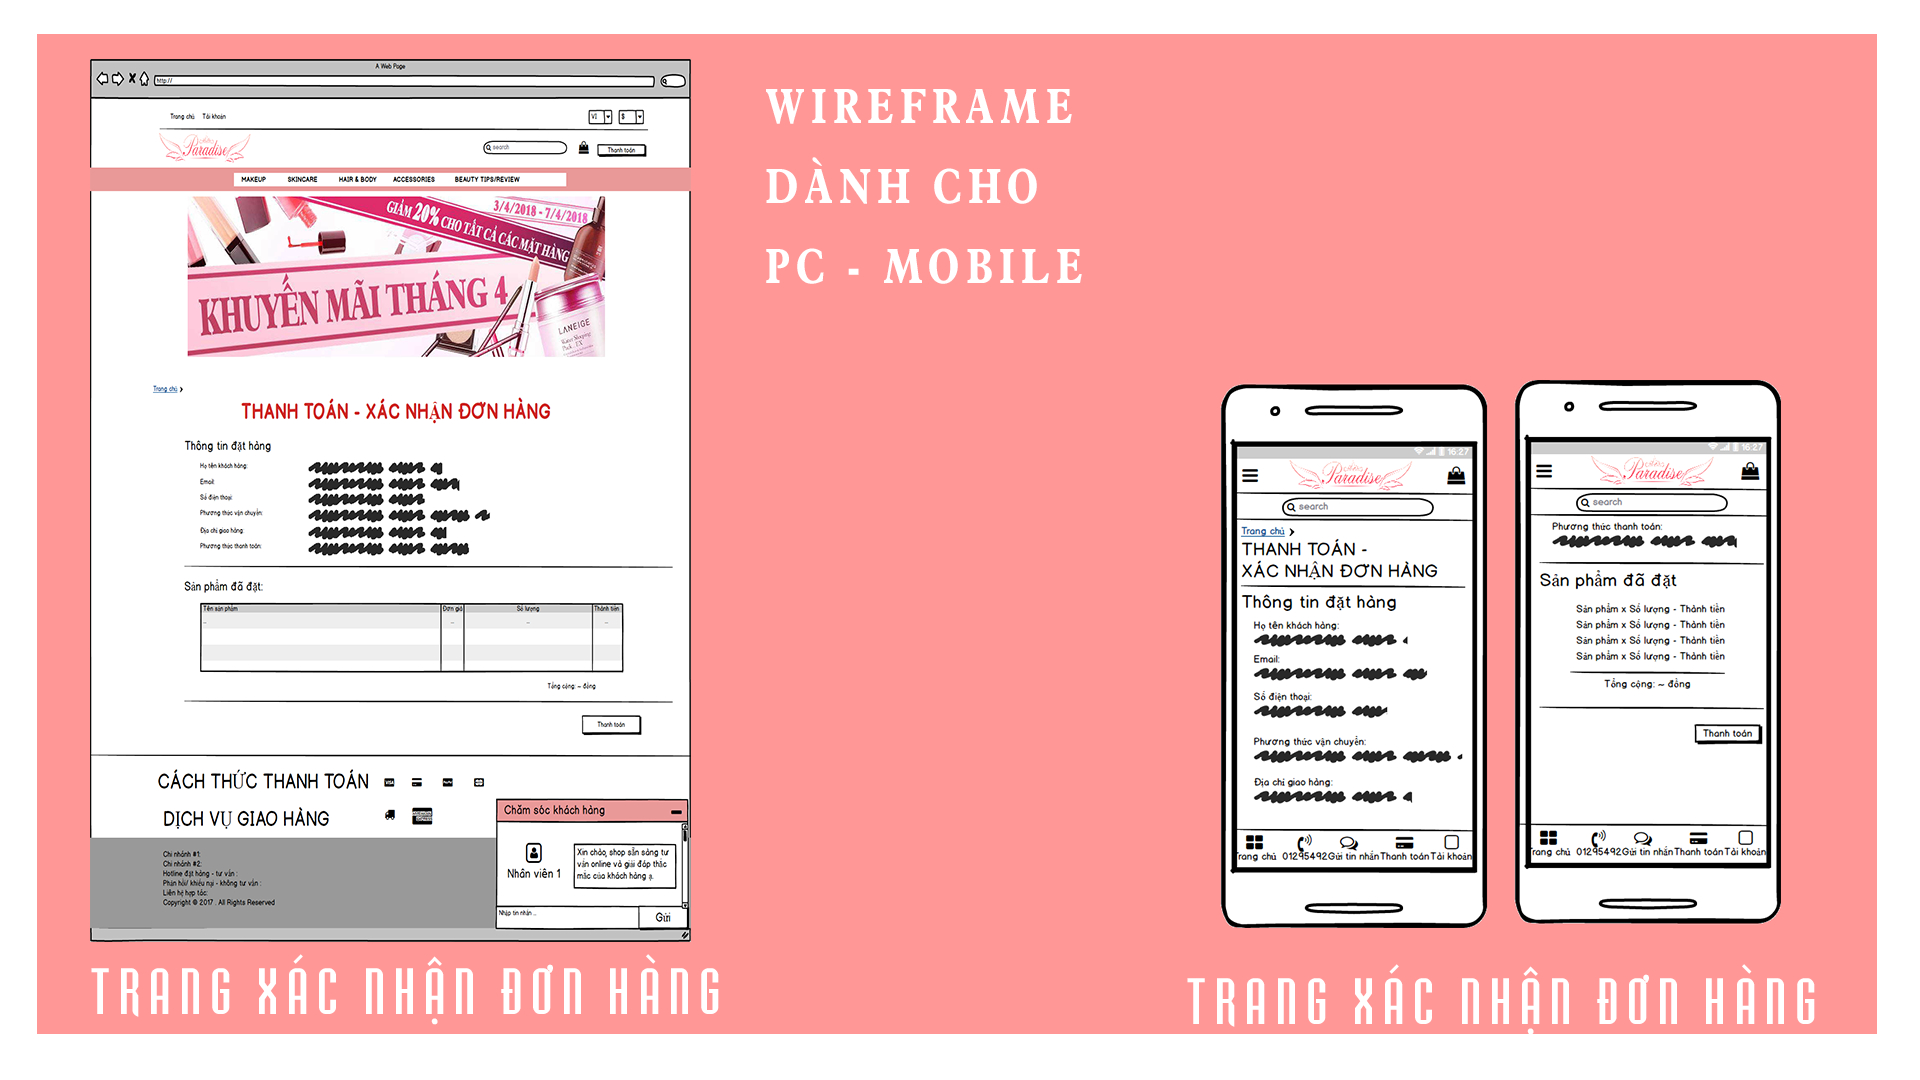 A Web Page
http://
Trang chủ Tài khoản
VI $
Paradise
search
Thanh toán
MAKEUP SKINCARE HAIR & BODY ACCESSORIES BEAUTY TIPS/REVIEW
3/4/2018 - 7/4/2018
GIẢM 20% CHO TẤT CẢ CÁC MẶT HÀNG
KHUYẾN MÃI THÁNG 4
LANEIGE
Water Sleeping
Pack_EX
Trang chủ
THANH TOÁN - XÁC NHẬN ĐƠN HÀNG
Thông tin đặt hàng
Họ tên khách hàng:
Email:
Số điện thoại:
Phương thức vận chuyển:
Địa chỉ giao hàng:
Phương thức thanh toán:
Sản phẩm đã đặt:
Tên sản phẩm Đơn giá Số lượng Thành tiền
Tổng cộng: ~ đồng
Thanh toán
CÁCH THỨC THANH TOÁN
DỊCH VỤ GIAO HÀNG
Chi nhánh #1:
Chi nhánh #2:
Hotline đặt hàng - tư vấn :
Phản hồi/ khiếu nại - không tư vấn :
Liên hệ hợp tác:
Copyright © 2017 . All Rights Reserved
Chăm sóc khách hàng
Nhân viên 1
Xin chào, shop sẵn sàng tư
vấn online và giải đáp thắc
mắc của khách hàng ạ.
Nhập tin nhắn ...
Gửi
TRANG XÁC NHẬN ĐƠN HÀNG
WIREFRAME
DÀNH CHO
PC - MOBILE
16:27
Paradise
search
Trang chủ
THANH TOÁN -
XÁC NHẬN ĐƠN HÀNG
Thông tin đặt hàng
Họ tên khách hàng:
Email:
Số điện thoại:
Phương thức vận chuyển:
Địa chỉ giao hàng:
Trang chủ 01295492 Gửi tin nhắn Thanh toán Tài khoản
16:27
Paradise
search
Phương thức thanh toán:
Sản phẩm đã đặt
Sản phẩm x Số lượng - Thành tiền
Sản phẩm x Số lượng - Thành tiền
Sản phẩm x Số lượng - Thành tiền
Sản phẩm x Số lượng - Thành tiền
Tổng cộng: ~ đồng
Thanh toán
Trang chủ 01295492 Gửi tin nhắn Thanh toán Tài khoản
TRANG XÁC NHẬN ĐƠN HÀNG